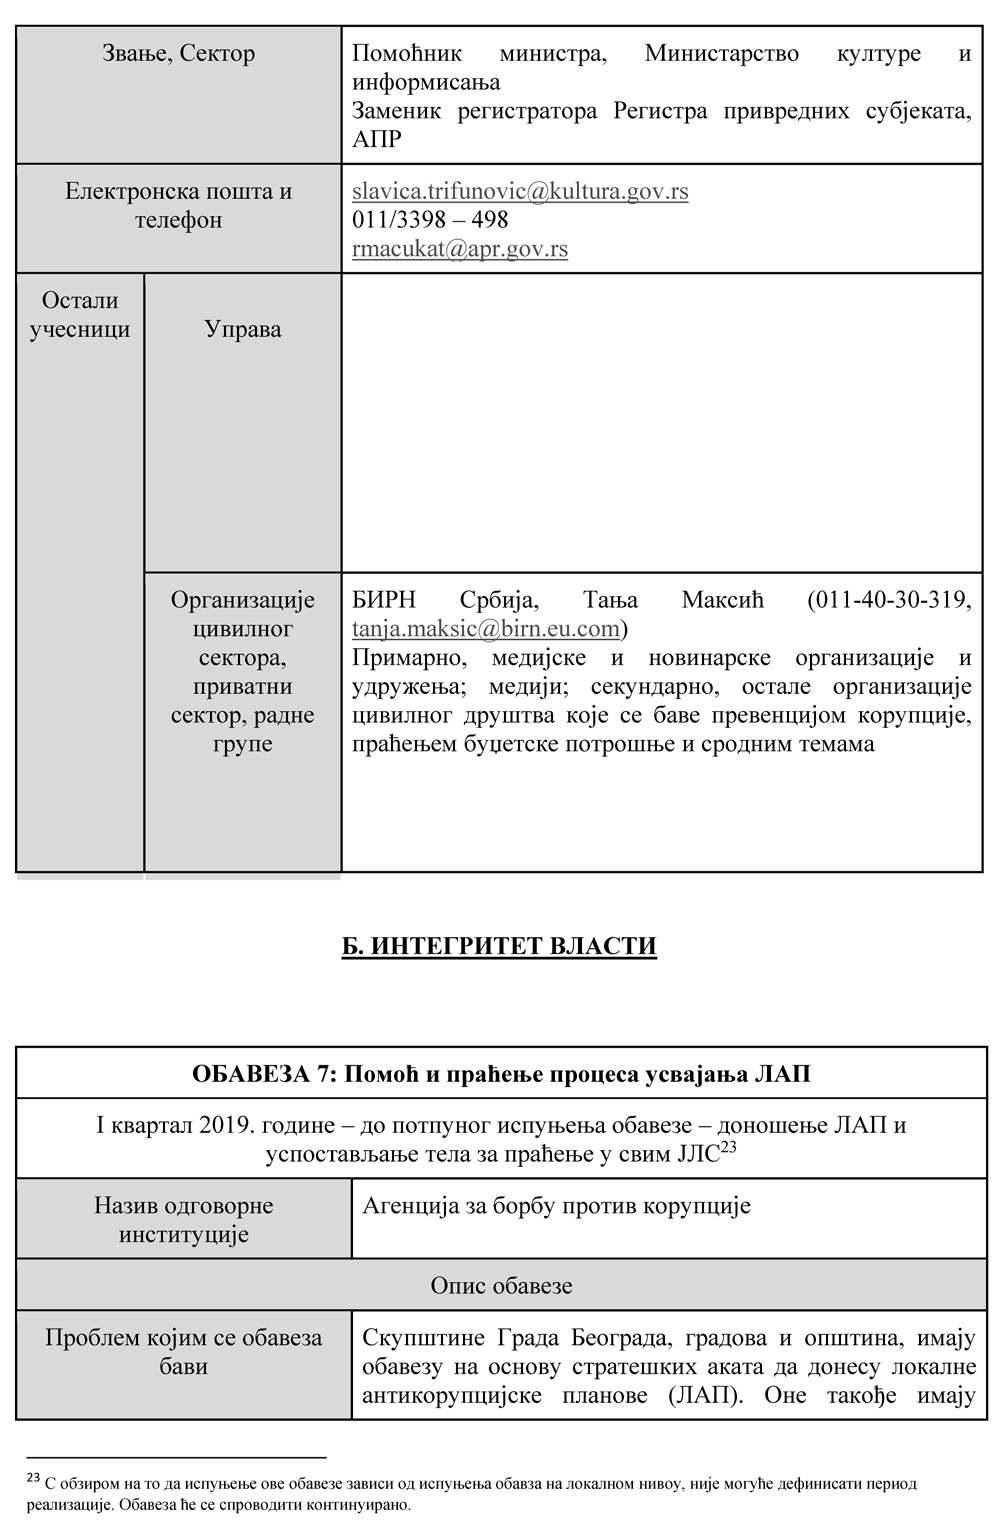 Звање, Сектор
Помоћник министра, Министарство културе и
информисања
Заменик регистратора Регистра привредних субјеката,
АПР
Електронска пошта и
телефон
slavica.trifunovic@kultura.gov.rs
011/3398 – 498
rmacukat@apr.gov.rs
Остали
учесници
Управа
Организације
цивилног
сектора,
приватни
сектор, радне
групе
БИРН Србија, Тања Максић (011-40-30-319,
tanja.maksic@birn.eu.com)
Примарно, медијске и новинарске организације и
удружења; медији; секундарно, остале организације
цивилног друштва које се баве превенцијом корупције,
праћењем буџетске потрошње и сродним темама
Б. ИНТЕГРИТЕТ ВЛАСТИ
ОБАВЕЗА 7: Помоћ и праћење процеса усвајања ЛАП
I квартал 2019. године – до потпуног испуњења обавезе – доношење ЛАП и
успостављање тела за праћење у свим ЈЛС23
Назив одговорне
институције
Агенција за борбу против корупције
Опис обавезе
Проблем којим се обавеза
бави
Скупштине Града Београда, градова и општина, имају
обавезу на основу стратешких аката да донесу локалне
антикорупцијске планове (ЛАП). Оне такође имају
23 С обзиром на то да испуњење ове обавезе зависи од испуњења обавза на локалном нивоу, није могуће дефинисати период
реализације. Обавеза ће се спроводити континуирано.